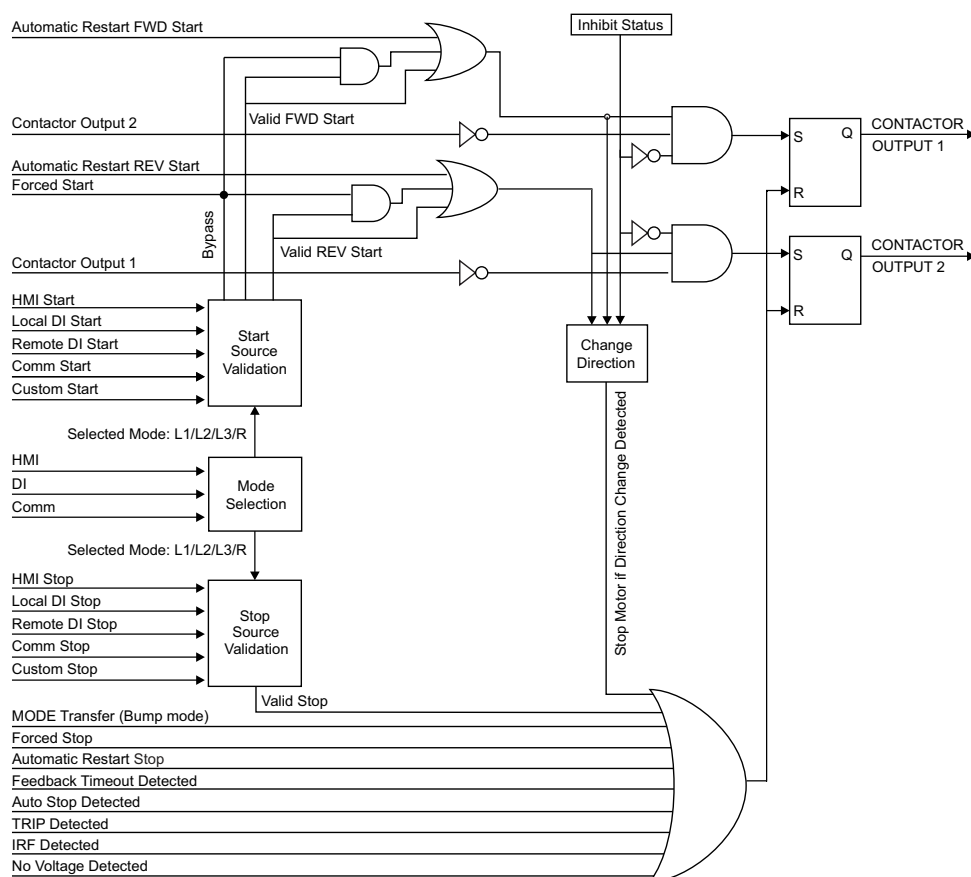 Automatic Restart FWD Start
Inhibit Status
Valid FWD Start
Contactor Output 2
S
Q
R
CONTACTOR
OUTPUT 1
Automatic Restart REV Start
Forced Start
Bypass
Valid REV Start
Contactor Output 1
S
Q
R
CONTACTOR
OUTPUT 2
HMI Start
Local DI Start
Remote DI Start
Comm Start
Custom Start
Start
Source
Validation
Change
Direction
Selected Mode: L1/L2/L3/R
HMI
DI
Comm
Mode
Selection
Selected Mode: L1/L2/L3/R
Stop Motor if Direction Change Detected
HMI Stop
Local DI Stop
Remote DI Stop
Comm Stop
Custom Stop
Stop
Source
Validation
Valid Stop
MODE Transfer (Bump mode)
Forced Stop
Automatic Restart Stop
Feedback Timeout Detected
Auto Stop Detected
TRIP Detected
IRF Detected
No Voltage Detected